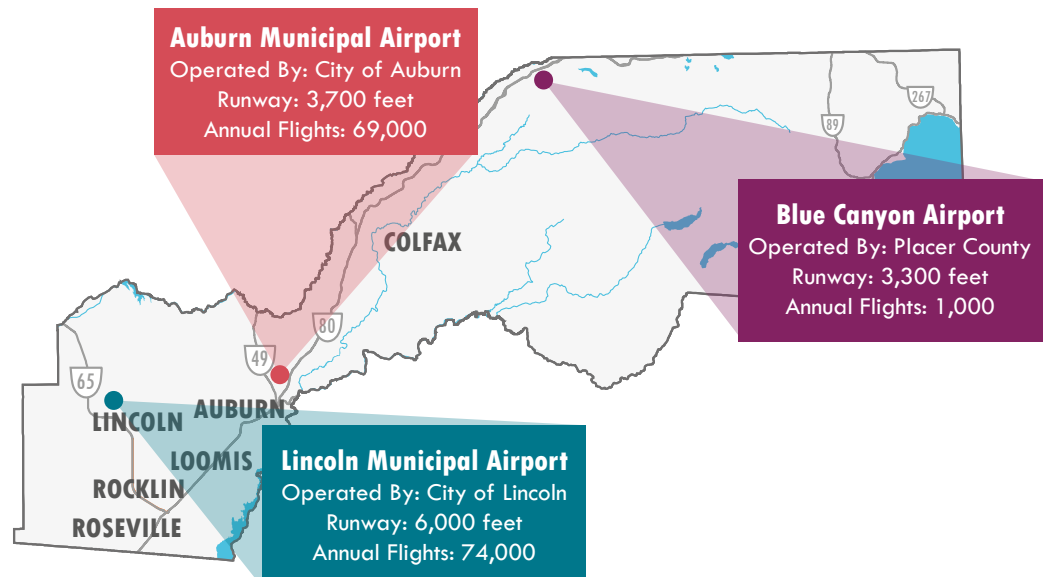 Auburn Municipal Airport
Operated By: City of Auburn
Runway: 3,700 feet
Annual Flights: 69,000
267
89
Blue Canyon Airport
Operated By: Placer County
Runway: 3,300 feet
Annual Flights: 1,000
COLFAX
80
49
65
AUBURN
LINCOLN
LOOMIS
ROCKLIN
ROSEVILLE
Lincoln Municipal Airport
Operated By: City of Lincoln
Runway: 6,000 feet
Annual Flights: 74,000